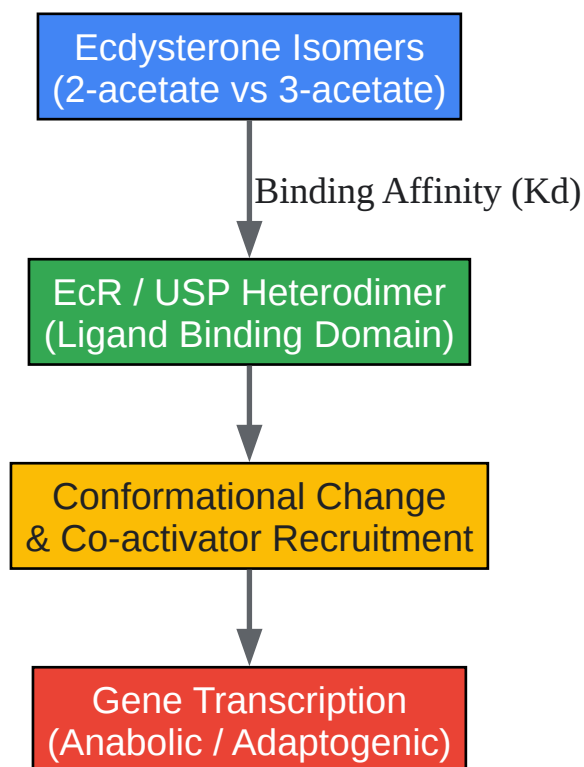 Ecdysterone Isomers
(2-acetate vs 3-acetate)
Binding Affinity (Kd)
EcR / USP Heterodimer
(Ligand Binding Domain)
Conformational Change
& Co-activator Recruitment
Gene Transcription
(Anabolic / Adaptogenic)